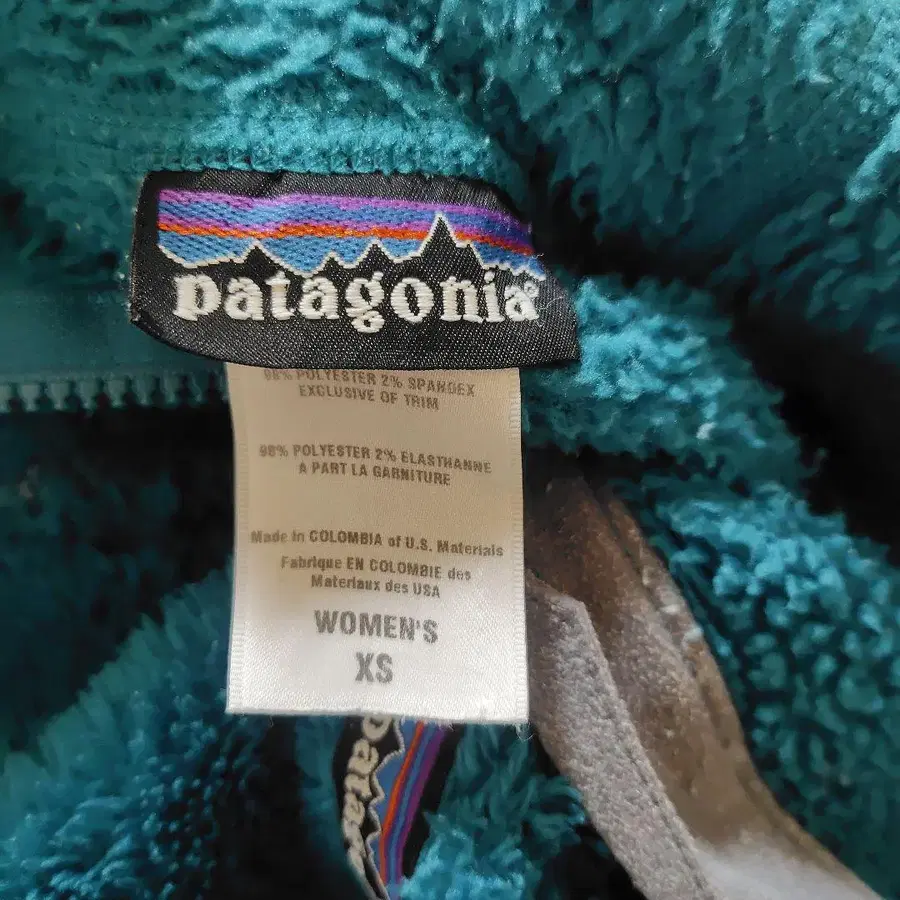 patagonia®
98% POLYESTER 2% SPANDEX
EXCLUSIVE OF TRIM
98% POLYESTER 2% ELASTHANNE
A PART LA GARNITURE
Made in COLOMBIA of U.S. Materials
Fabrique EN COLOMBIE des
Materiaux des USA
WOMEN'S
XS